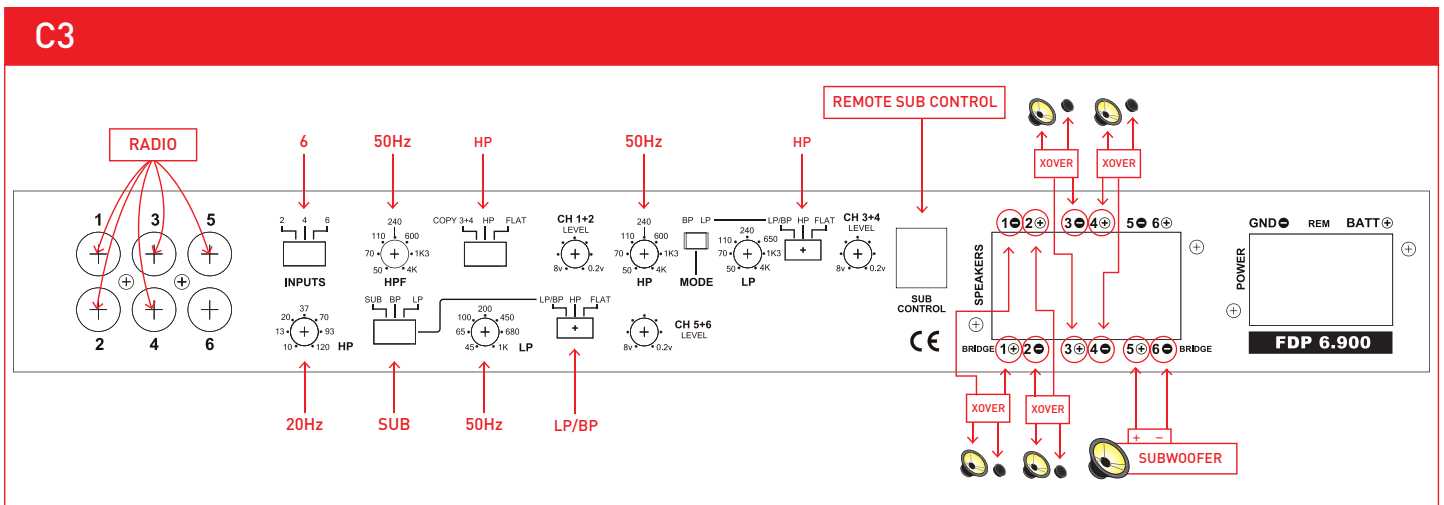 C3
REMOTE SUB CONTROL
RADIO
6
50Hz
HP
50Hz
HP
XOVER
XOVER
1
3
5
2 4 6
INPUTS
240
110 600
70 1K3
50 4K
HPF
COPY 3+4 HP FLAT
CH 1+2
LEVEL
8v 0.2v
240
110 600
70 1K3
50 4K
HP
BP LP
MODE
240
110 650
70 1K3
50 4K
LP
LP/BP HP FLAT
CH 3+4
LEVEL
8v 0.2v
SUB
CONTROL
SPEAKERS
1 2 3 4 5 6
GND REM BATT
POWER
2
4
6
37
20 70
13 93
10 120
HP
SUB BP LP
200
100 450
65 680
45 1K
LP
LP/BP HP FLAT
CH 5+6
LEVEL
8v 0.2v
CE
BRIDGE 1 2 3 4 5 6 BRIDGE
FDP 6.900
20Hz
SUB
50Hz
LP/BP
XOVER
XOVER
+ −
SUBWOOFER